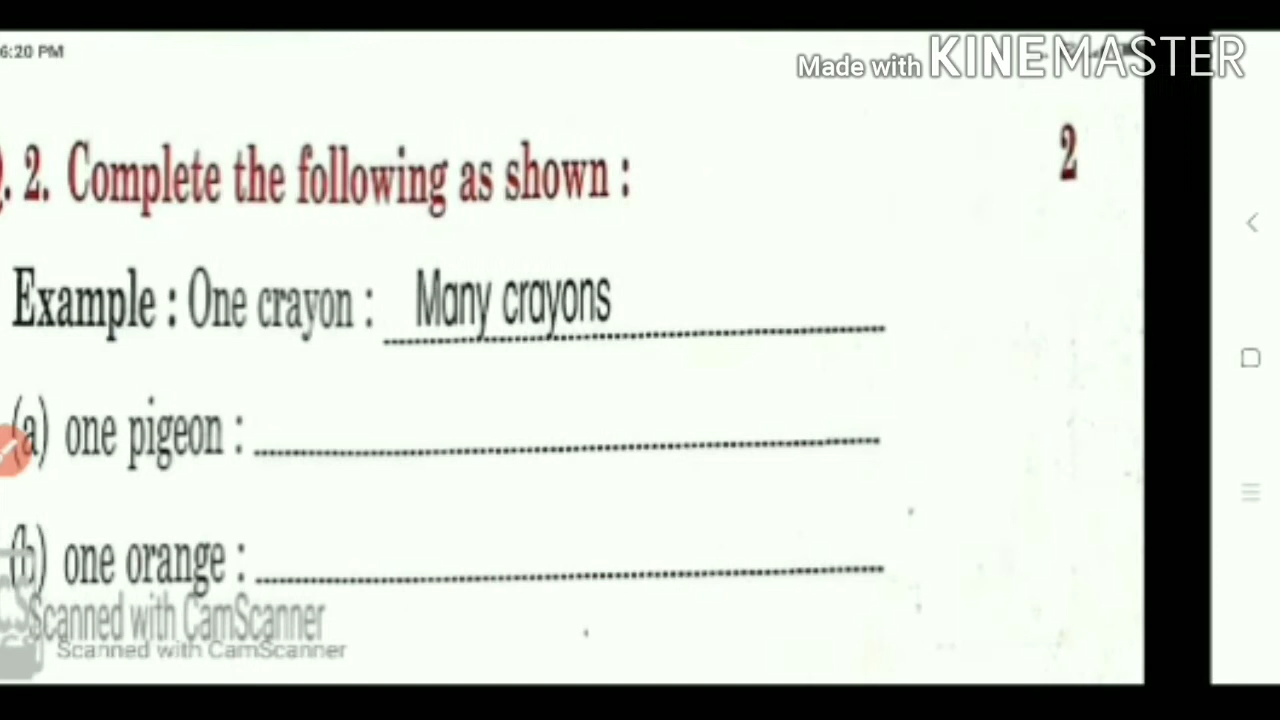 6:20 PM
Made with KINEMASTER
. 2. Complete the following as shown : 2
Example : One crayon : Many crayons
(a) one pigeon :
(b) one orange :
Scanned with CamScanner
Scanned with CamScanner